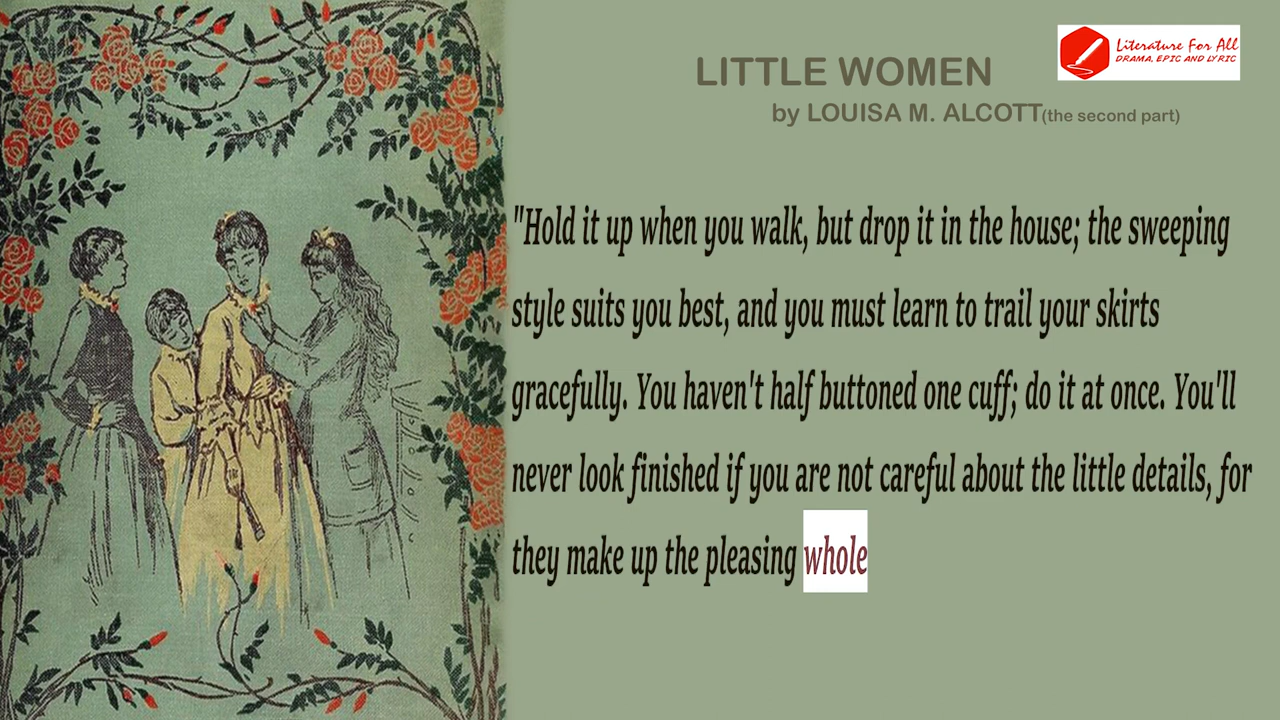 LITTLE WOMEN
by LOUISA M. ALCOTT(the second part)
Literature For All
DRAMA, EPIC AND LYRIC
"Hold it up when you walk, but drop it in the house; the sweeping
style suits you best, and you must learn to trail your skirts
gracefully. You haven't half buttoned one cuff; do it at once. You'll
never look finished if you are not careful about the little details, for
they make up the pleasing whole